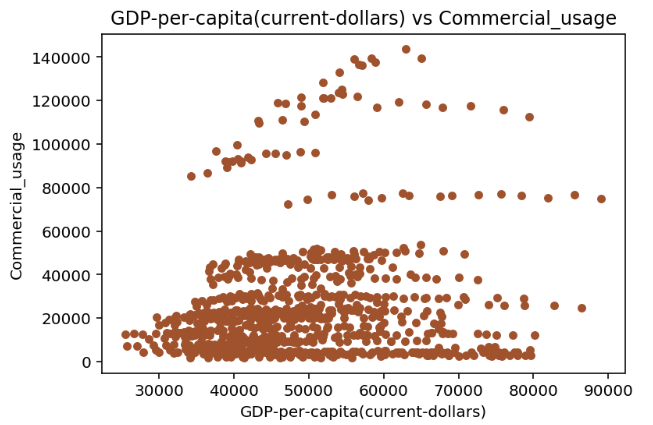 GDP-per-capita(current-dollars) vs Commercial_usage
140000
120000
100000
80000
60000
40000
20000
0
Commercial_usage
30000 40000 50000 60000 70000 80000 90000
GDP-per-capita(current-dollars)